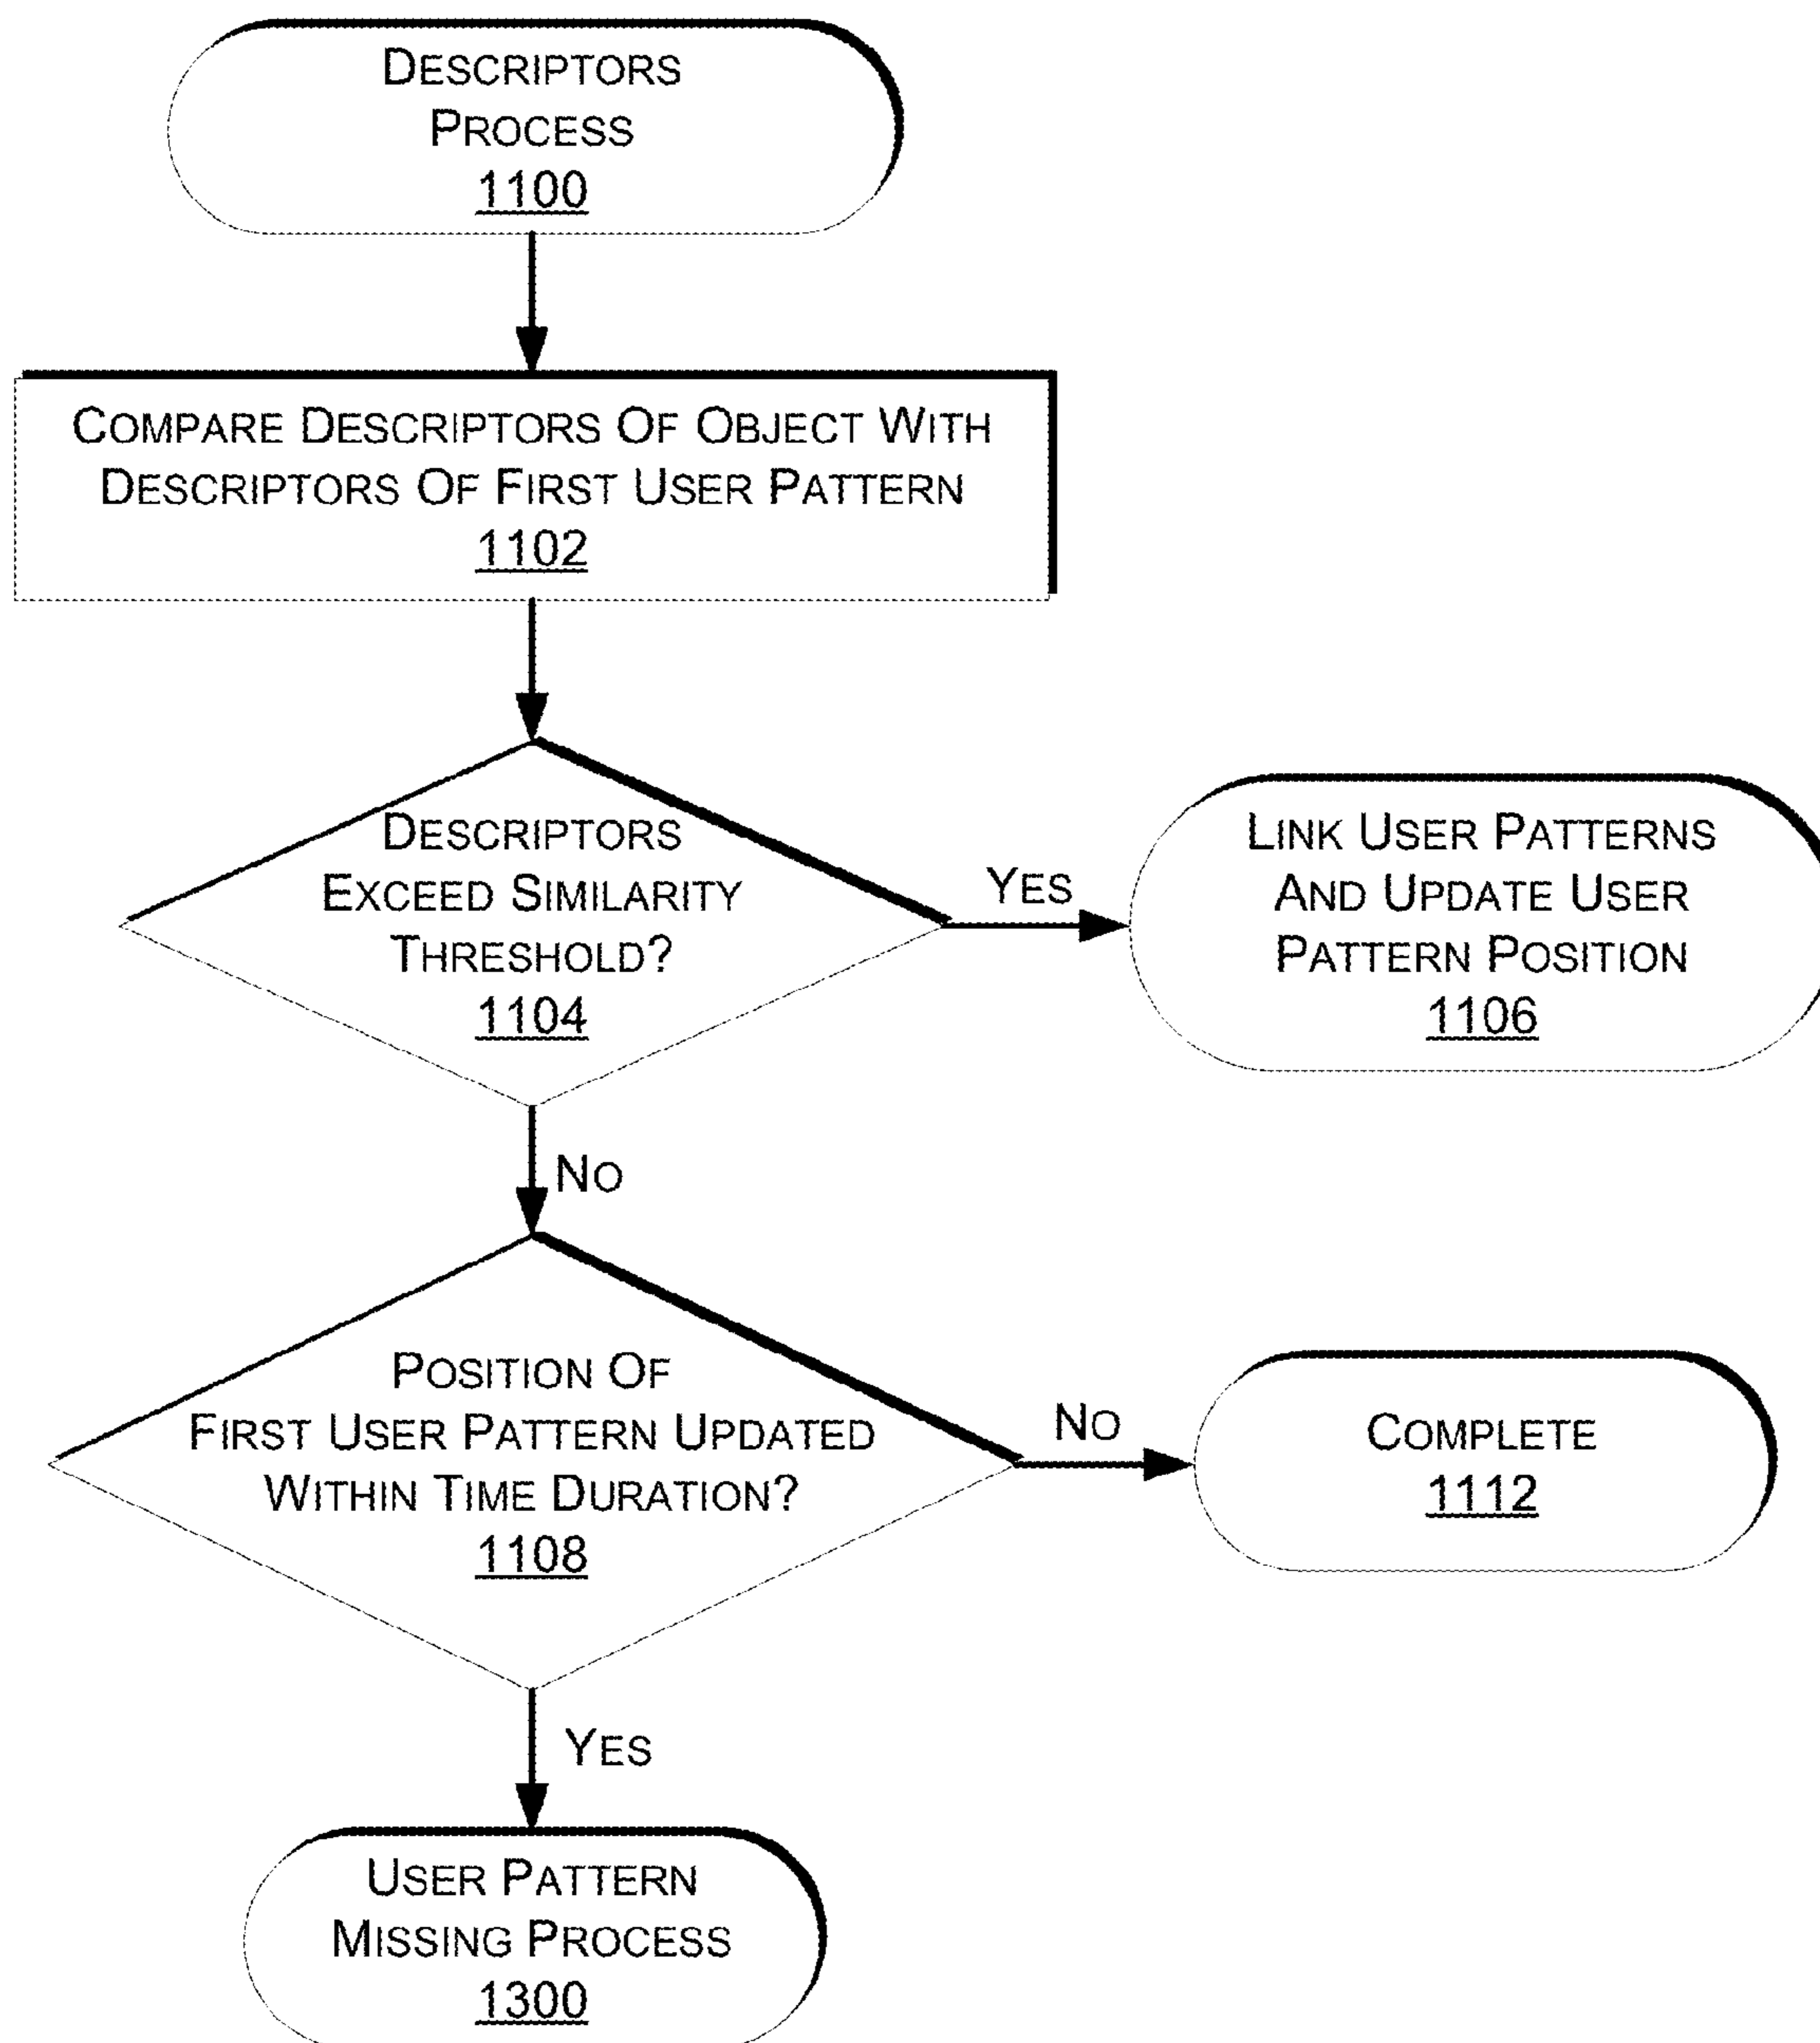 DESCRIPTORS
PROCESS
1100
COMPARE DESCRIPTORS OF OBJECT WITH
DESCRIPTORS OF FIRST USER PATTERN
1102
DESCRIPTORS
EXCEED SIMILARITY
THRESHOLD?
1104
YES
LINK USER PATTERNS
AND UPDATE USER
PATTERN POSITION
1106
NO
POSITION OF
FIRST USER PATTERN UPDATED
WITHIN TIME DURATION?
1108
NO
COMPLETE
1112
YES
USER PATTERN
MISSING PROCESS
1300